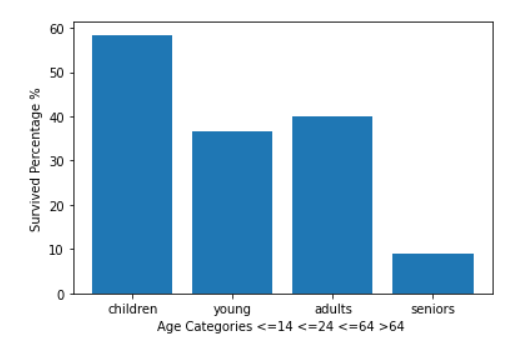 60
50
40
30
20
10
0
Survived Percentage %
children young adults seniors
Age Categories <=14 <=24 <=64 >64